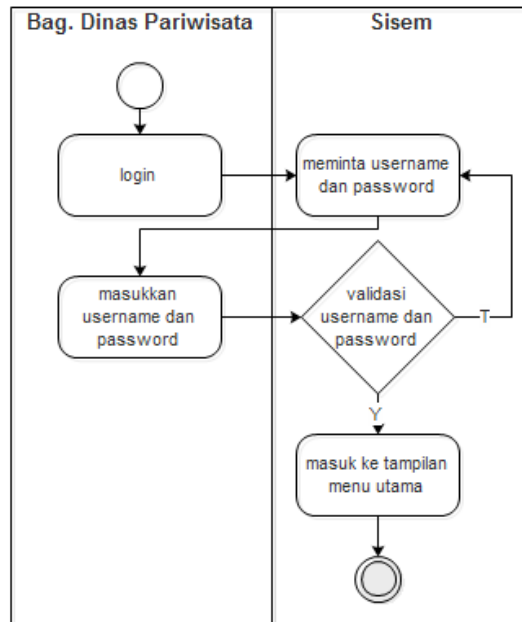 Bag. Dinas Pariwisata
Sisem
login
meminta username
dan password
masukkan
username dan
password
validasi
username dan
password
T
Y
masuk ke tampilan
menu utama